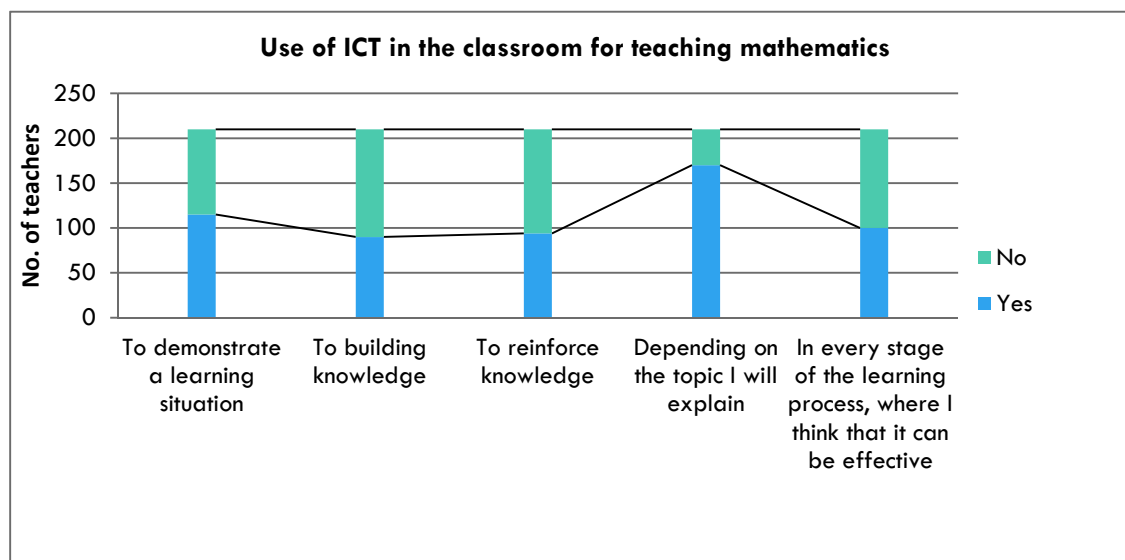 Use of ICT in the classroom for teaching mathematics
No. of teachers
250
200
150
100
50
0
To demonstrate
a learning
situation
To building
knowledge
To reinforce
knowledge
Depending on
the topic I will
explain
In every stage
of the learning
process, where I
think that it can
be effective
No
Yes